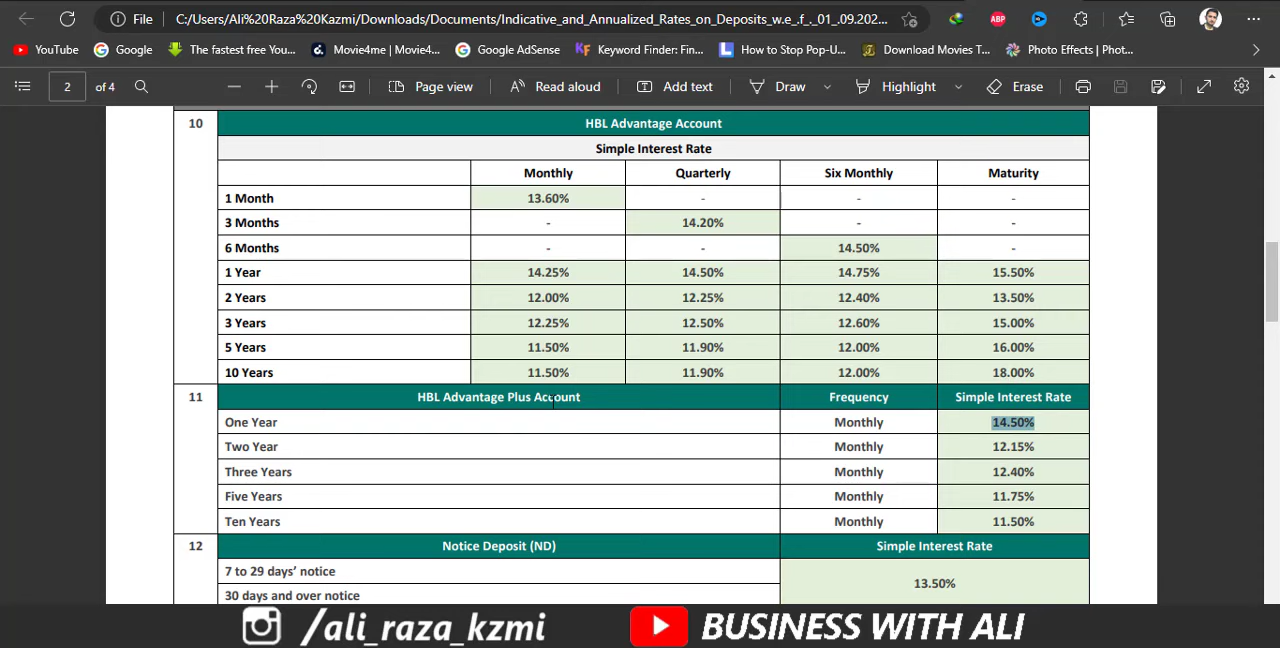 File C:/Users/Ali%20Raza%20Kazmi/Downloads/Documents/Indicative_and_Annualized_Rates_on_Deposits_w.e_.f_._01_.09.202...
YouTube Google The fastest free You... Movie4me | Movie4... Google AdSense Keyword Finder: Fin... How to Stop Pop-U... Download Movies T... Photo Effects | Phot...
2 of 4 Page view Read aloud Add text Draw Highlight Erase
10 HBL Advantage Account
Simple Interest Rate
Monthly Quarterly Six Monthly Maturity
1 Month 13.60% - - -
3 Months - 14.20% - -
6 Months - - 14.50% -
1 Year 14.25% 14.50% 14.75% 15.50%
2 Years 12.00% 12.25% 12.40% 13.50%
3 Years 12.25% 12.50% 12.60% 15.00%
5 Years 11.50% 11.90% 12.00% 16.00%
10 Years 11.50% 11.90% 12.00% 18.00%
11 HBL Advantage Plus Account Frequency Simple Interest Rate
One Year Monthly 14.50%
Two Year Monthly 12.15%
Three Years Monthly 12.40%
Five Years Monthly 11.75%
Ten Years Monthly 11.50%
12 Notice Deposit (ND) Simple Interest Rate
7 to 29 days' notice
13.50%
30 days and over notice
/ali_raza_kzmi BUSINESS WITH ALI